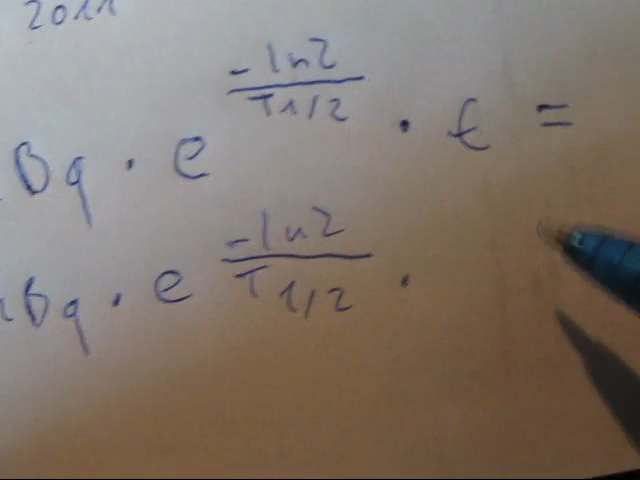 2011
Bq · e^(-ln2/T1/2) · t =
Bq · e^(-ln2/T1/2) ·